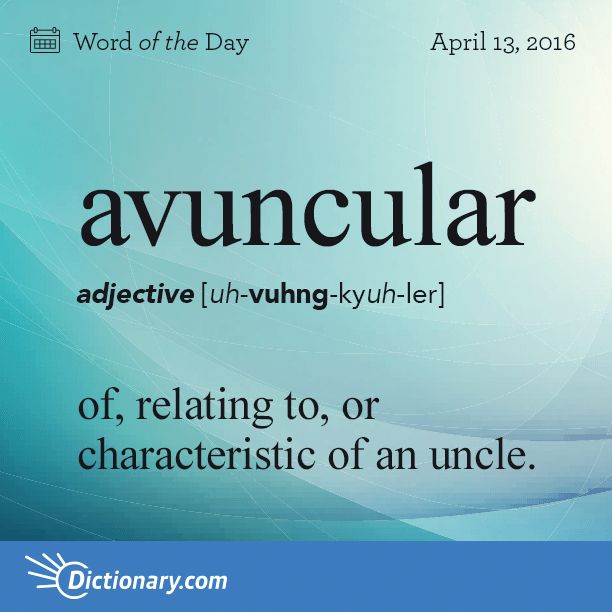 Word of the Day
April 13, 2016
avuncular
adjective [uh-vuhng-kyuh-ler]
of, relating to, or
characteristic of an uncle.
Dictionary.com